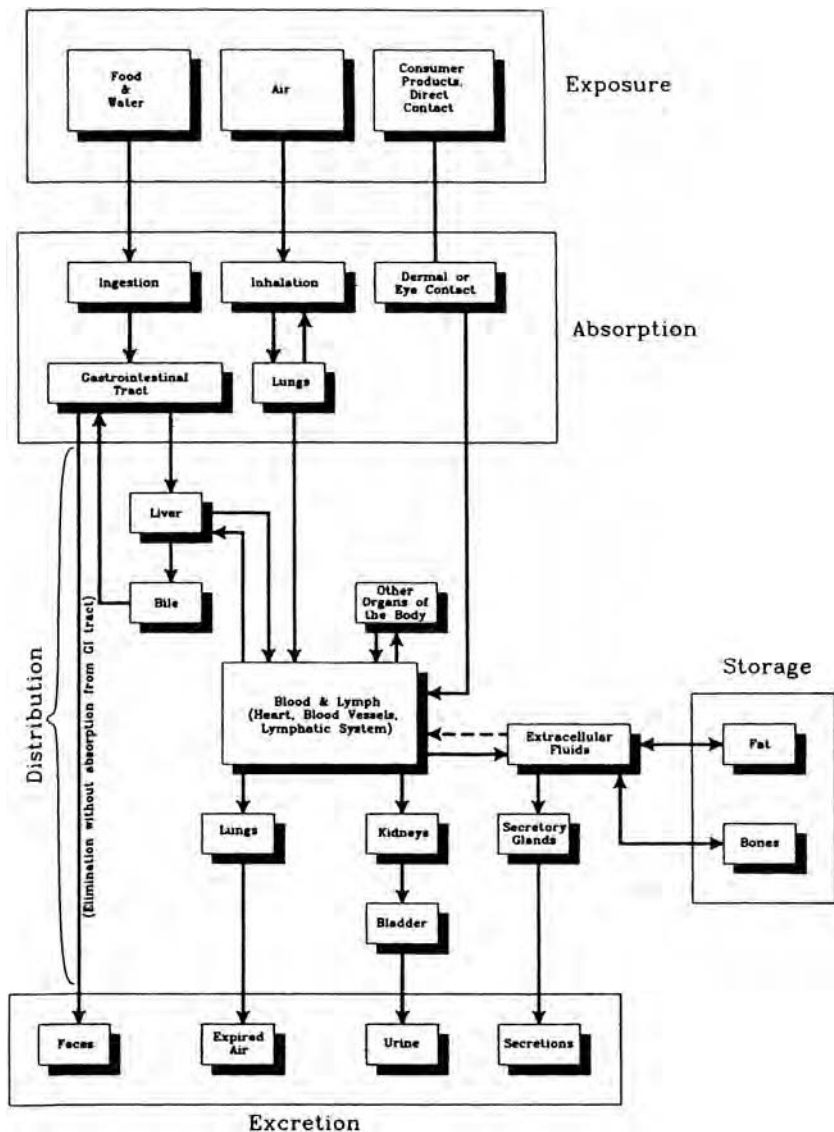 Food
&
Water
Air
Consumer
Products,
Direct
Contact
Exposure
Ingestion
Inhalation
Dermal or
Eye Contact
Absorption
Gastrointestinal
Tract
Lungs
Liver
Bile
Other
Organs of
the Body
Storage
Blood & Lymph
(Heart, Blood Vessels,
Lymphatic System)
Extracellular
Fluids
Fat
Distribution
(Elimination without absorption from GI tract)
Lungs
Kidneys
Secretory
Glands
Bones
Bladder
Feces
Expired
Air
Urine
Secretions
Excretion